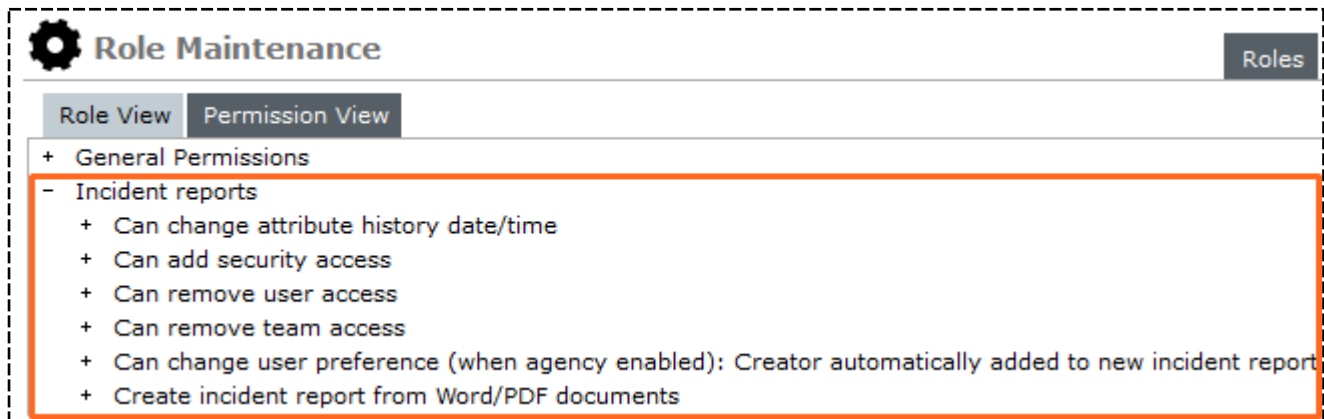 Role Maintenance
Roles
Role View Permission View
+ General Permissions
- Incident reports
+ Can change attribute history date/time
+ Can add security access
+ Can remove user access
+ Can remove team access
+ Can change user preference (when agency enabled): Creator automatically added to new incident report
+ Create incident report from Word/PDF documents